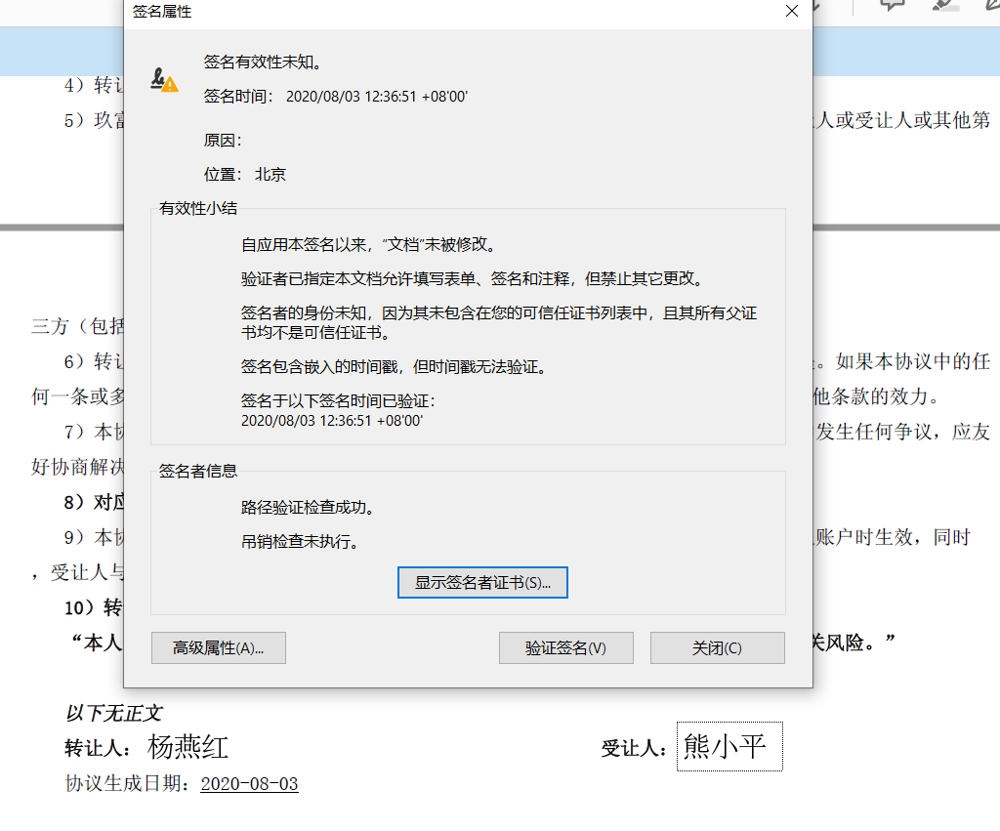 签名属性
签名有效性未知。
签名时间： 2020/08/03 12:36:51 +08'00'
原因：
位置： 北京
有效性小结
自应用本签名以来，"文档"未被修改。
验证者已指定本文档允许填写表单、签名和注释，但禁止其它更改。
签名者的身份未知，因为其未包含在您的可信任证书列表中，且其所有父证
书均不是可信任证书。
签名包含嵌入的时间戳，但时间戳无法验证。
签名于以下签名时间已验证：
2020/08/03 12:36:51 +08'00'
签名者信息
路径验证检查成功。
吊销检查未执行。
显示签名者证书(S)...
高级属性(A)...
验证签名(V)
关闭(C)
4）转让
5）玖富
人或受让人或其他第
三方（包括
6）转让
。如果本协议中的任
何一条或多
他条款的效力。
7）本协
发生任何争议，应友
好协商解决
8）对应
9）本协
账户时生效，同时
，受让人与
10）转
“本人
关风险。”
以下无正文
转让人： 杨燕红
受让人： 熊小平
协议生成日期：2020-08-03